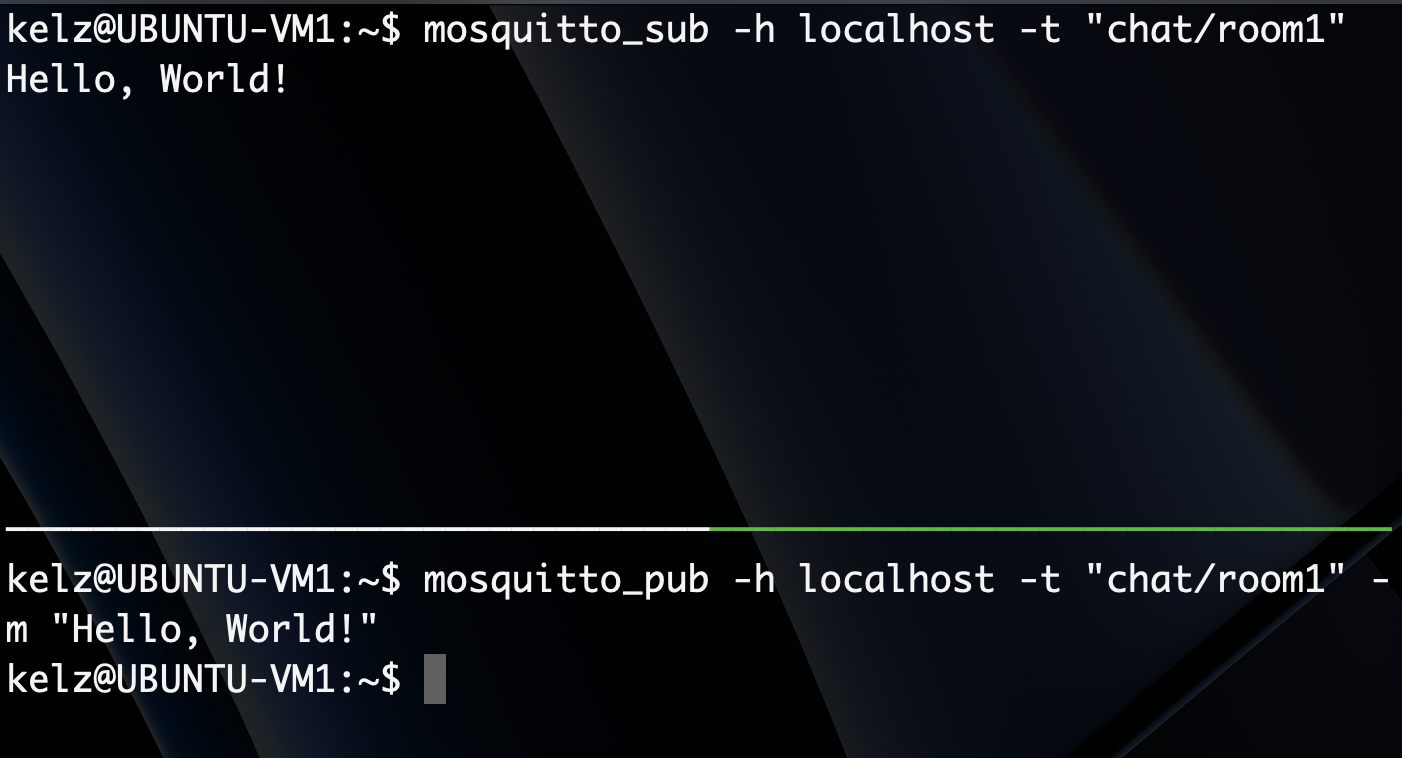 kelz@UBUNTU-VM1:~$ mosquitto_sub -h localhost -t "chat/room1"
Hello, World!
kelz@UBUNTU-VM1:~$ mosquitto_pub -h localhost -t "chat/room1" -
m "Hello, World!"
kelz@UBUNTU-VM1:~$